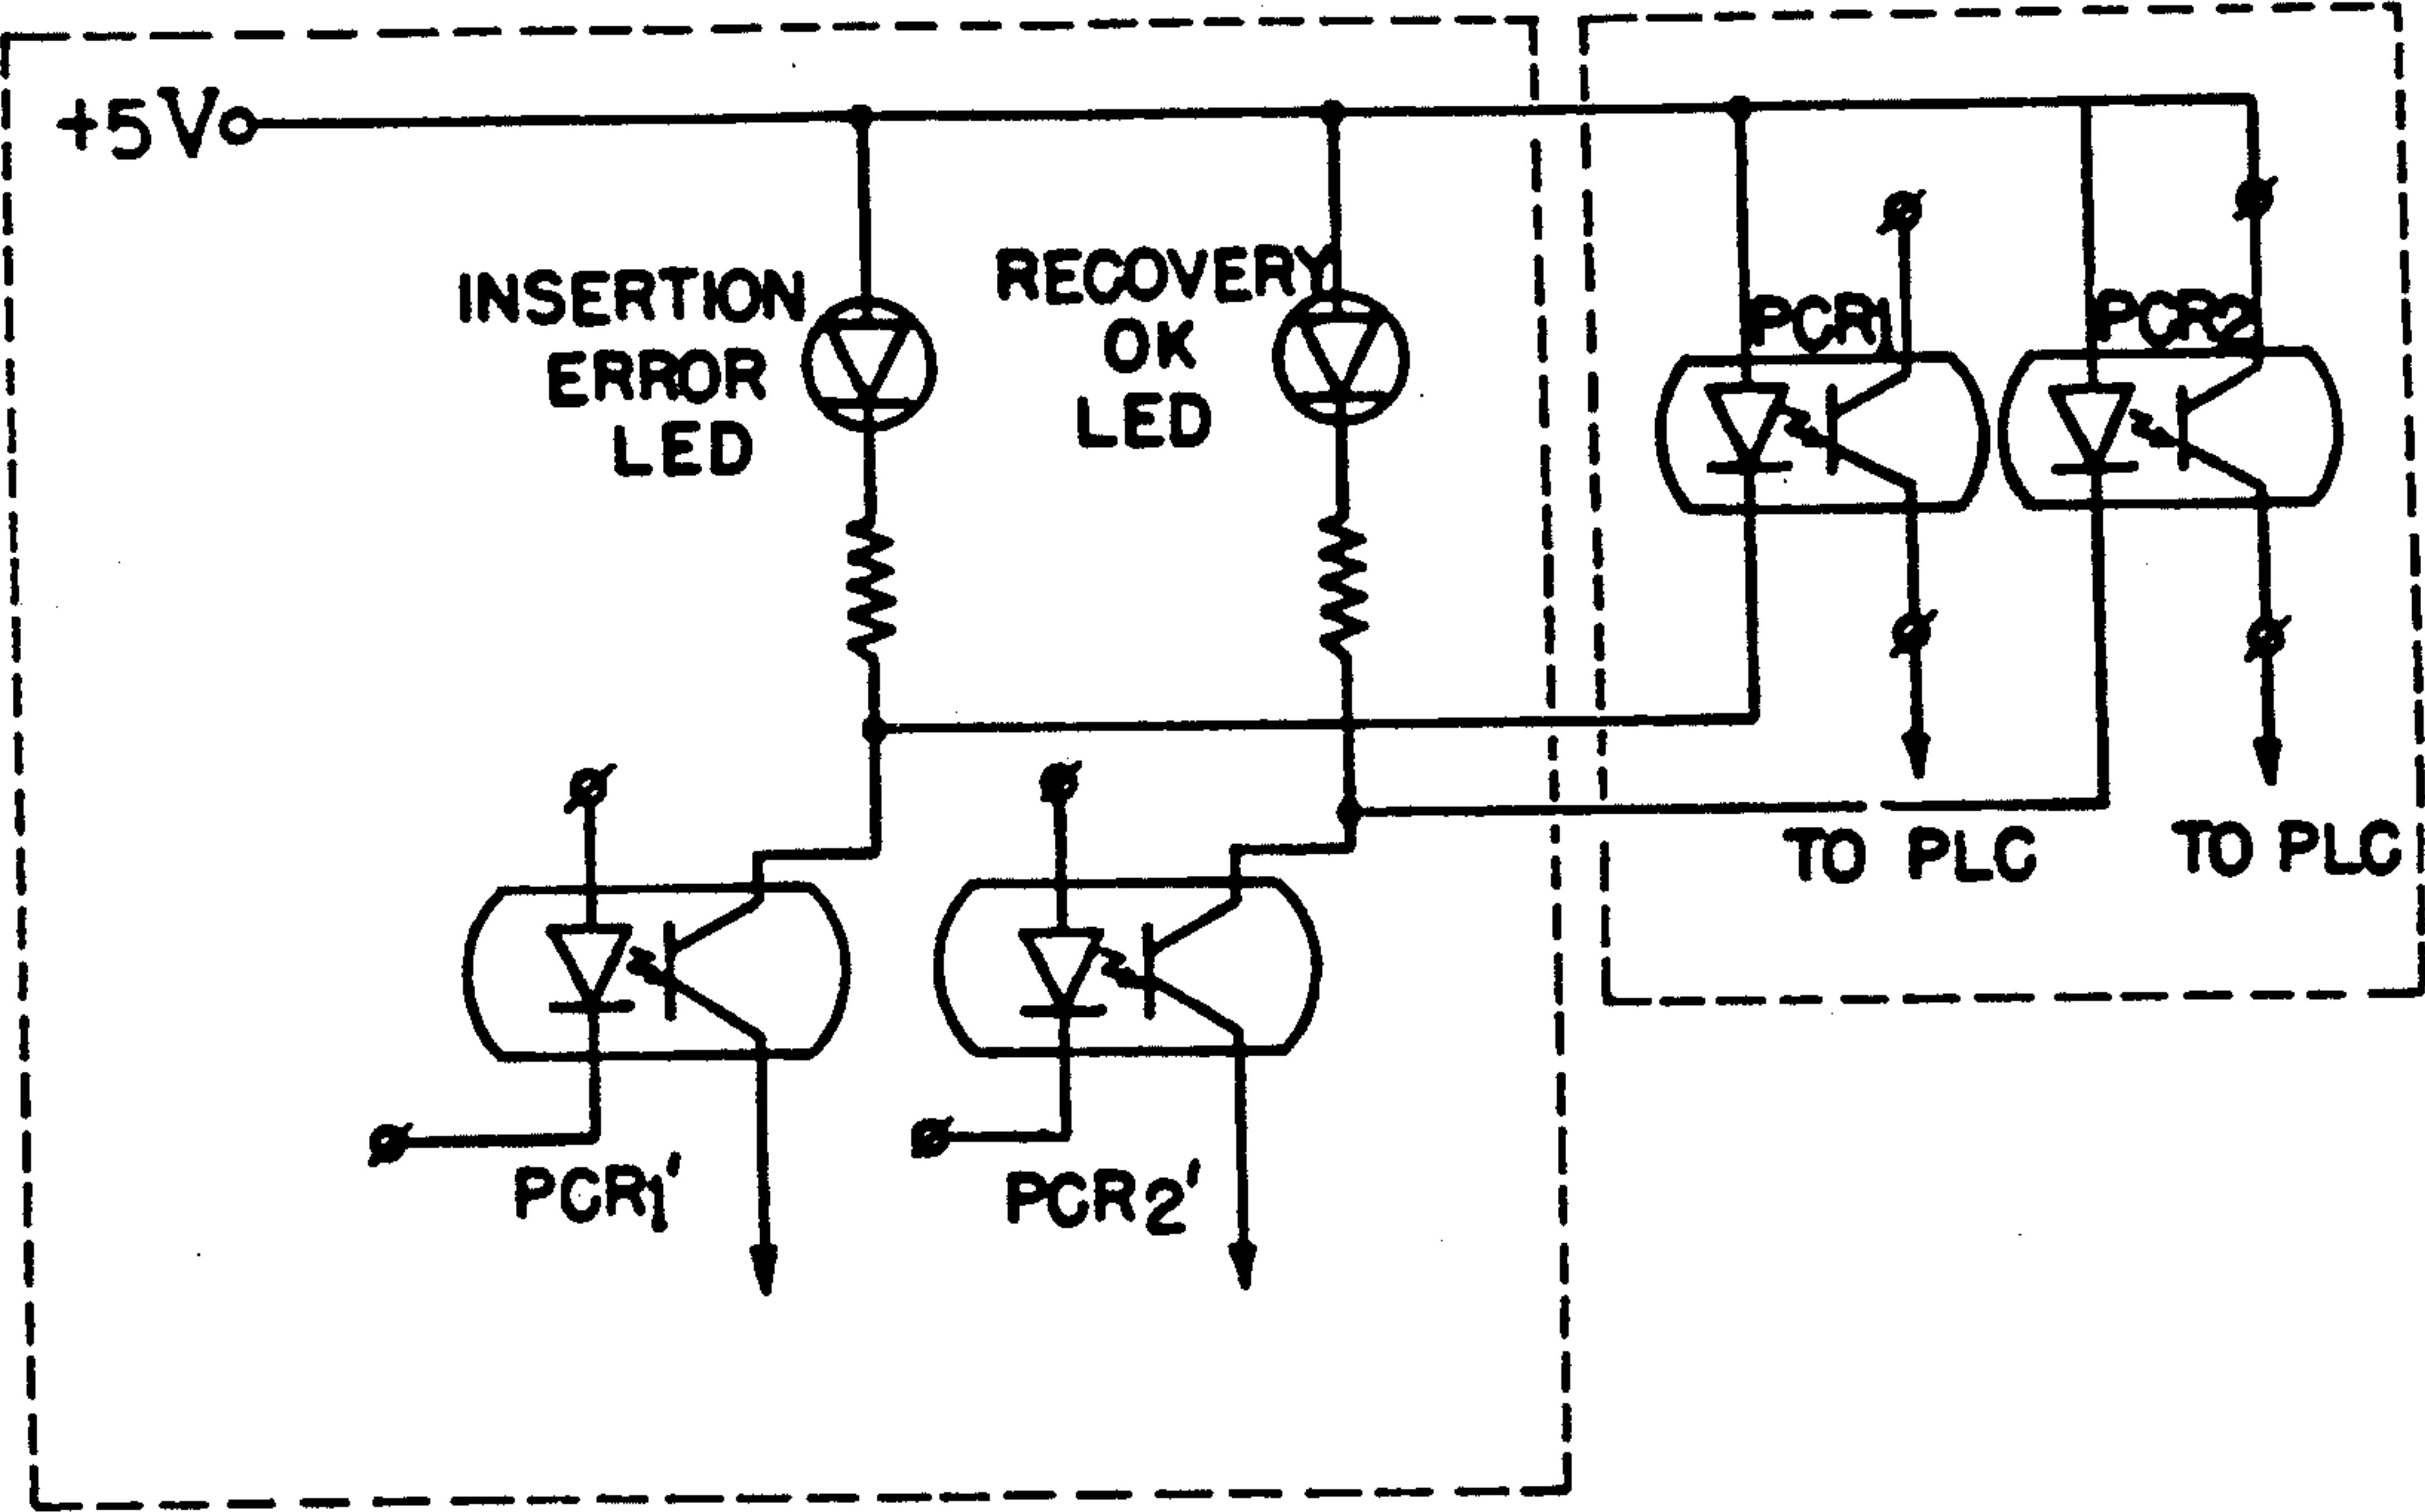 +5V
INSERTION
ERROR
LED
RECOVERY
OK
LED
PCR1
PCR2
TO PLC
TO PLC
PCR1'
PCR2'